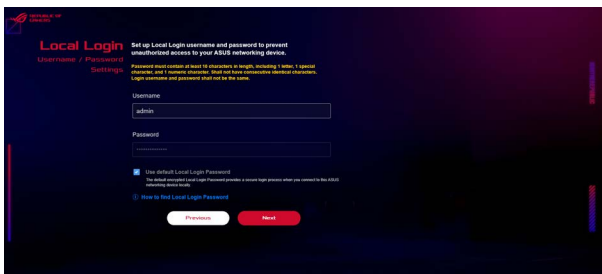 REPUBLIC OF
GAMERS
Local Login
Username / Password
Settings
Set up Local Login username and password to prevent
unauthorized access to your ASUS networking device.
Password must contain at least 10 characters in length, including 1 letter, 1 special
character, and 1 numeric character. Shall not have consecutive identical characters.
Login username and password shall not be the same.
Username
admin
Password
Use default Local Login Password
The default encrypted Local Login Password provides a secure login process when you connect to this ASUS
networking device locally.
How to find Local Login Password
Previous
Next